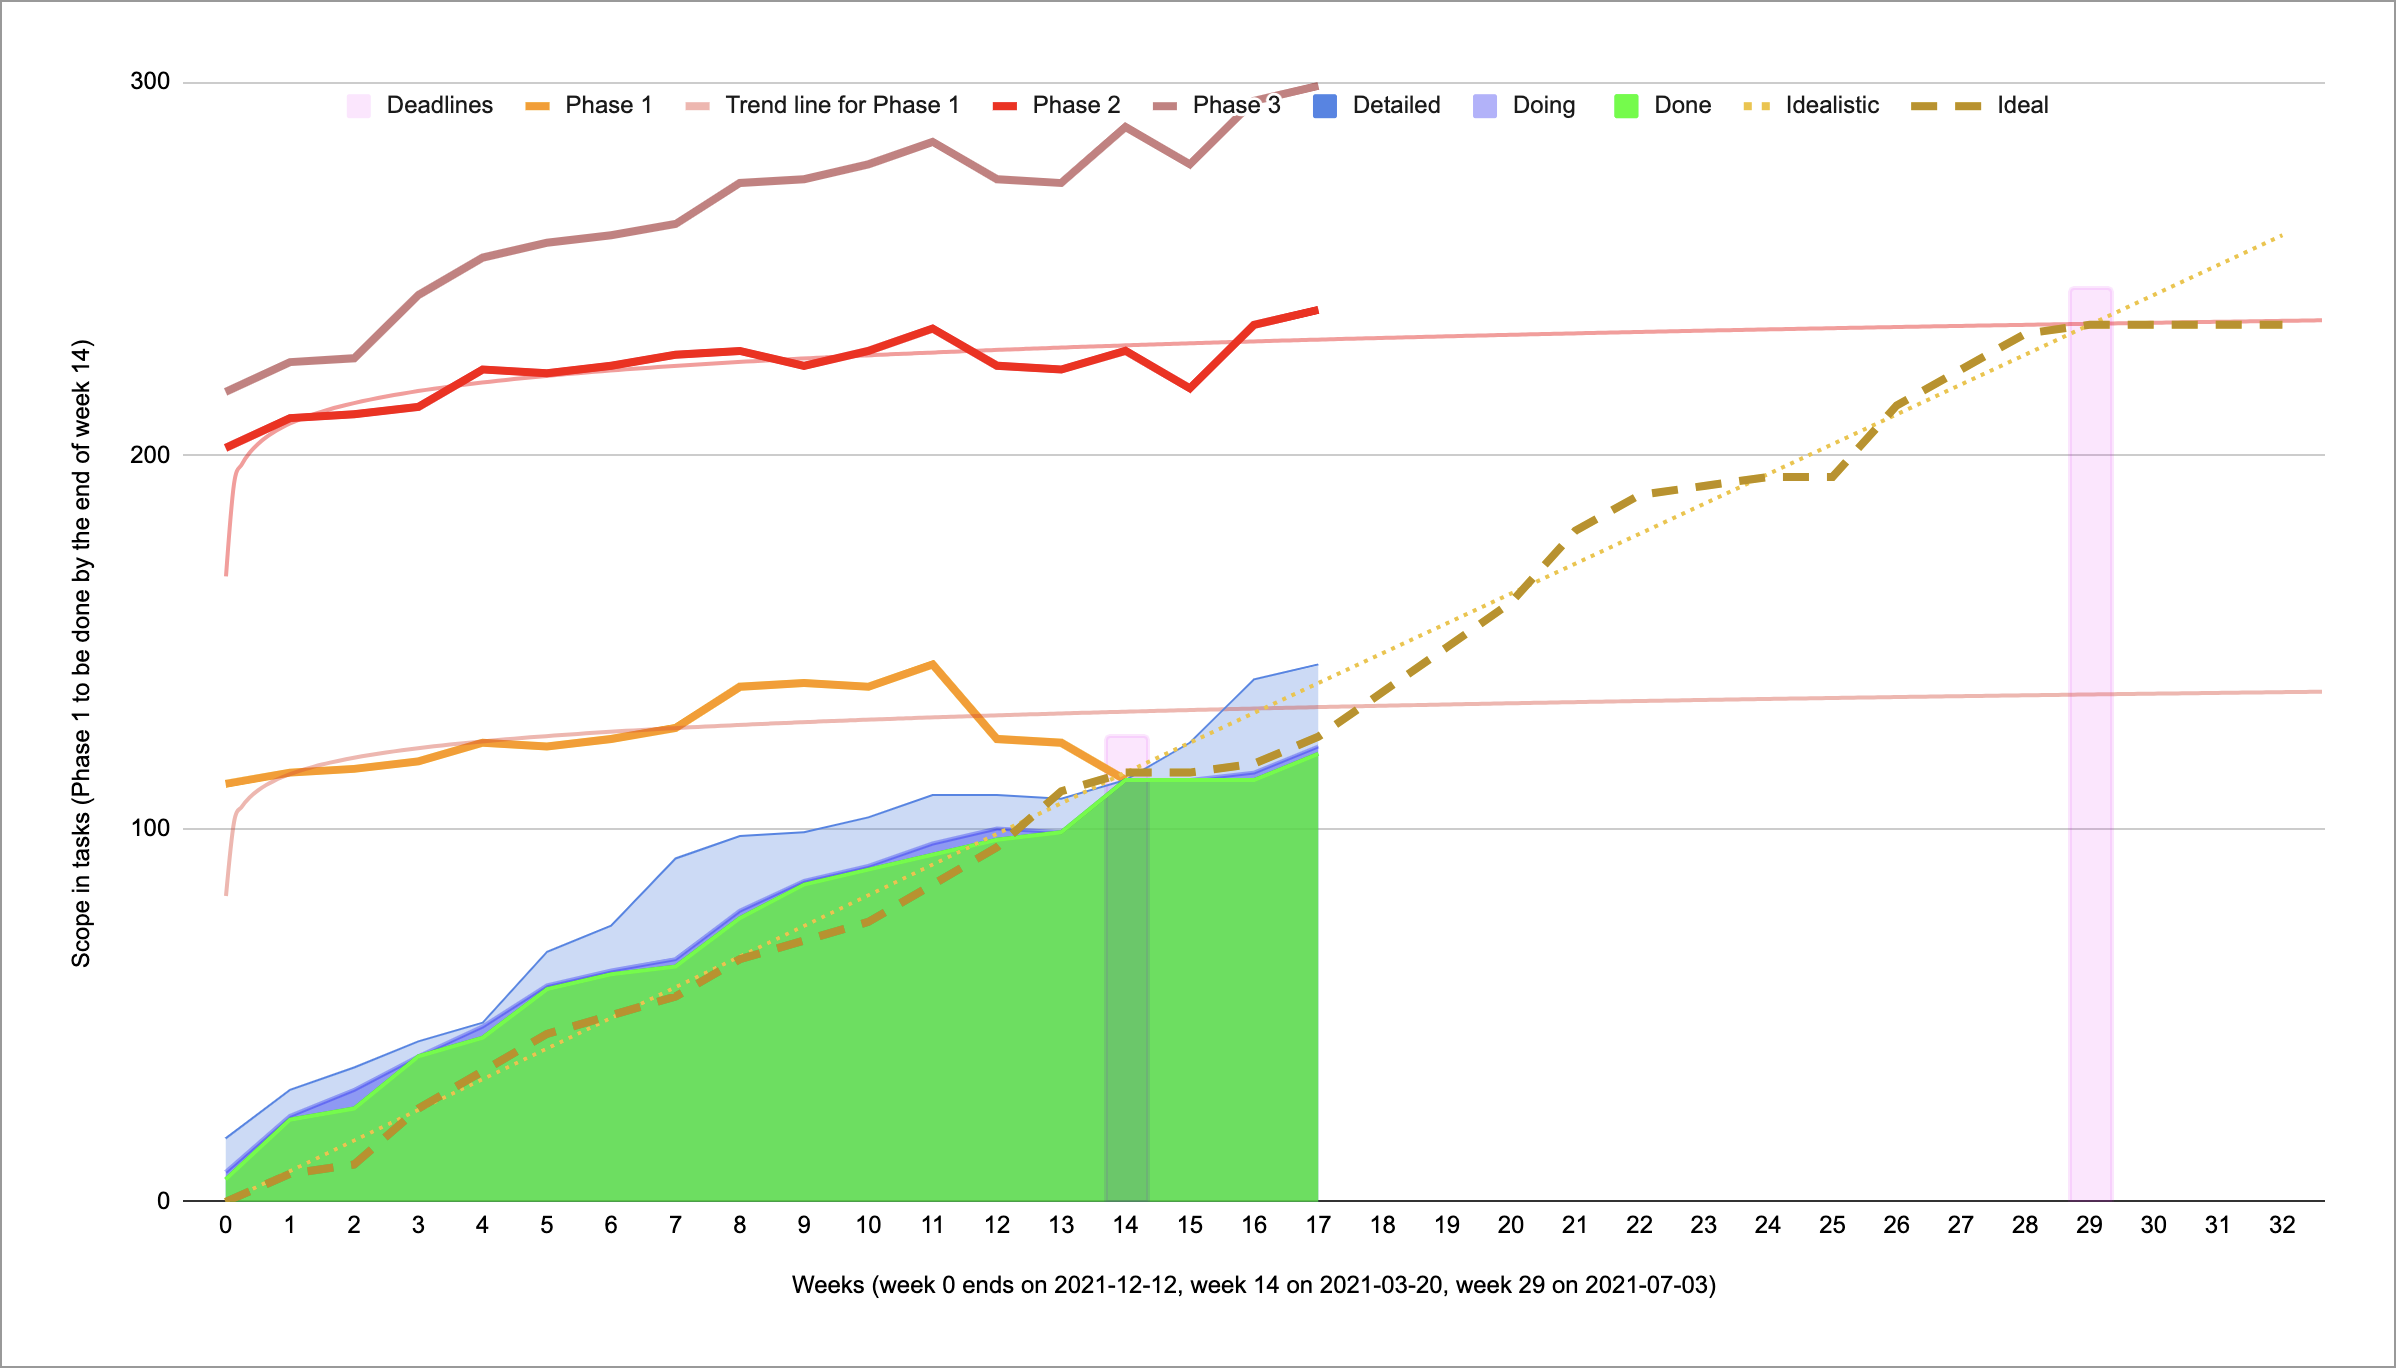 300
Deadlines Phase 1 Trend line for Phase 1 Phase 2 Phase 3 Detailed Doing Done Idealistic Ideal
200
100
0
Scope in tasks (Phase 1 to be done by the end of week 14)
0 1 2 3 4 5 6 7 8 9 10 11 12 13 14 15 16 17 18 19 20 21 22 23 24 25 26 27 28 29 30 31 32
Weeks (week 0 ends on 2021-12-12, week 14 on 2021-03-20, week 29 on 2021-07-03)